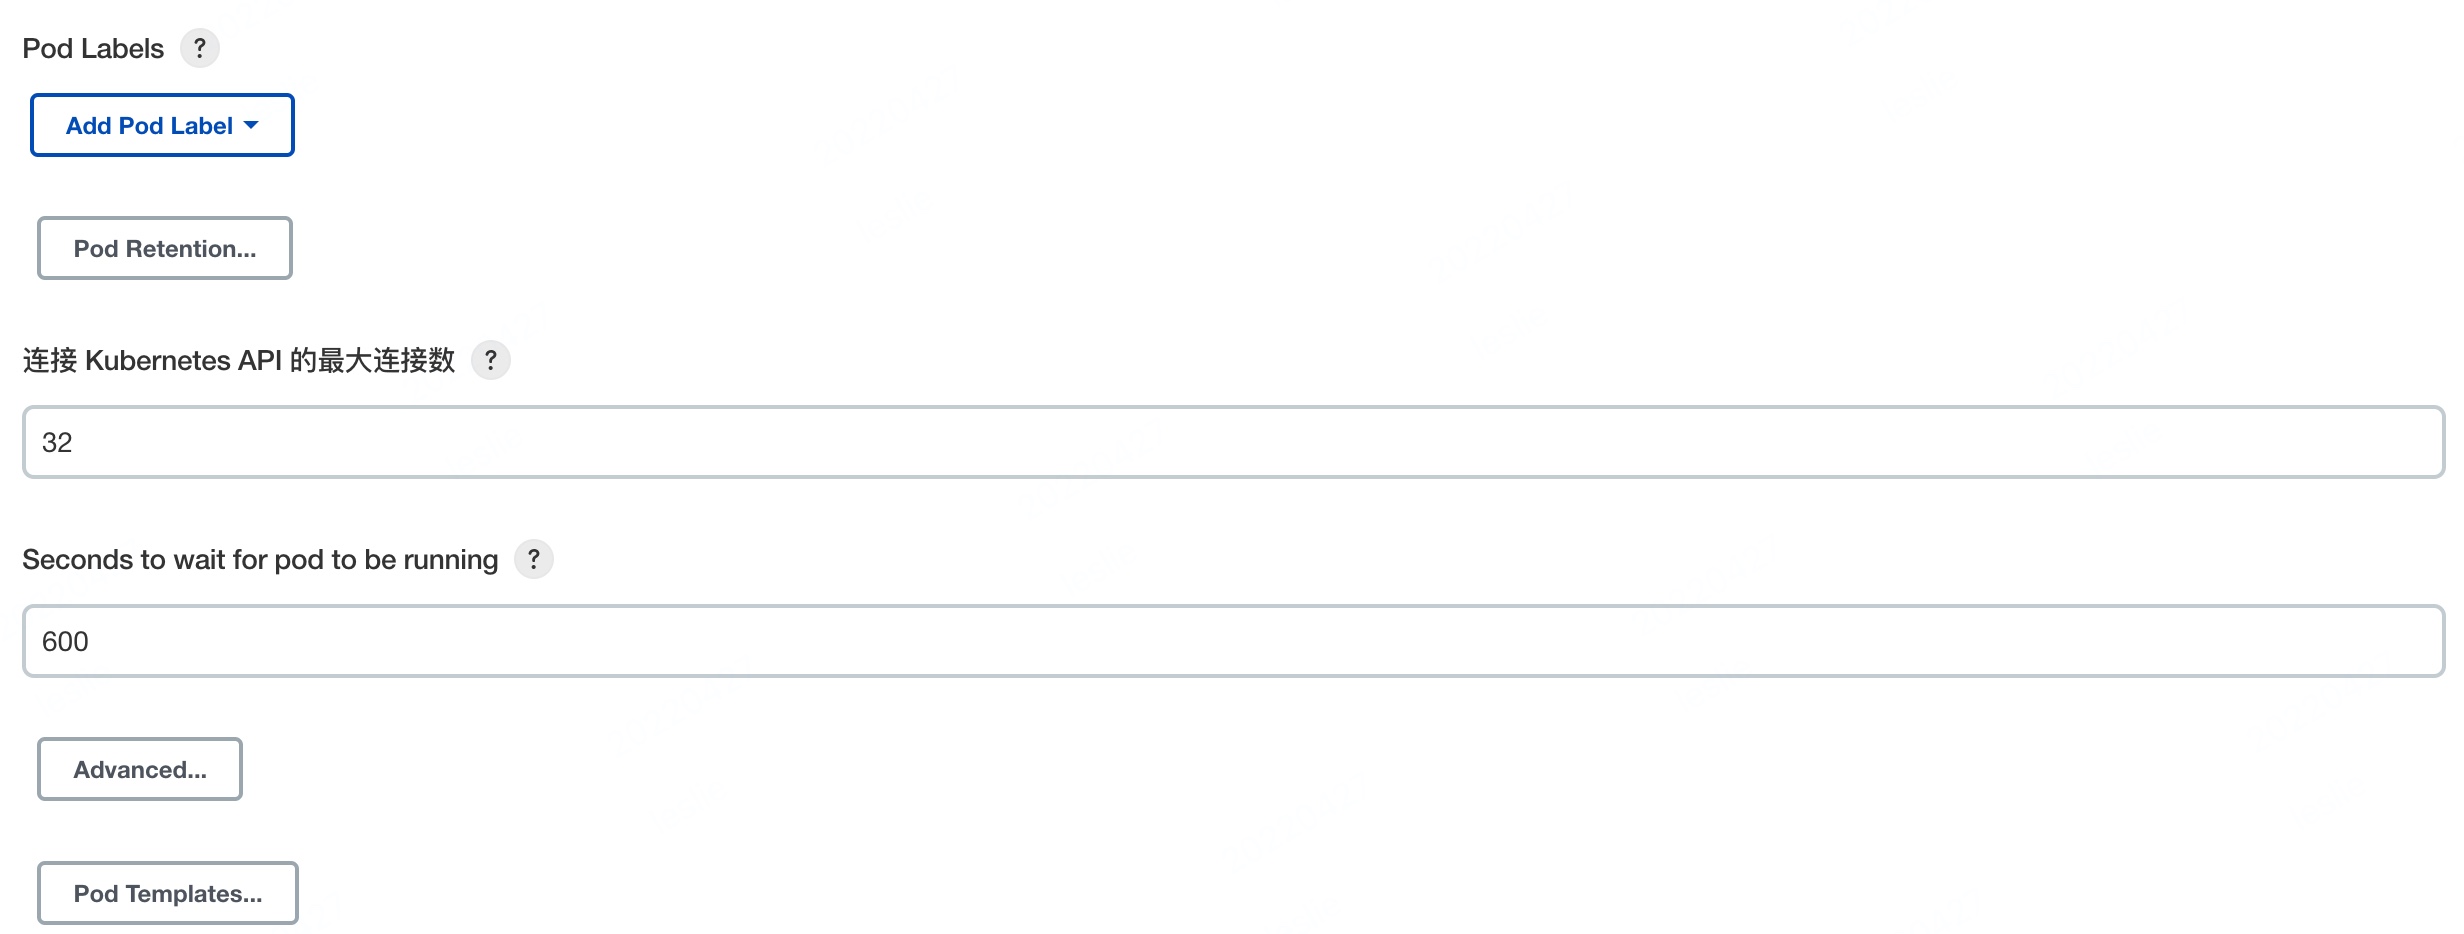 Pod Labels ?
Add Pod Label
Pod Retention...
连接 Kubernetes API 的最大连接数 ?
32
Seconds to wait for pod to be running ?
600
Advanced...
Pod Templates...